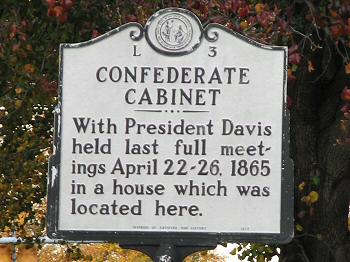 L 3
CONFEDERATE
CABINET
With President Davis
held last full meet-
ings April 22-26, 1865
in a house which was
located here.